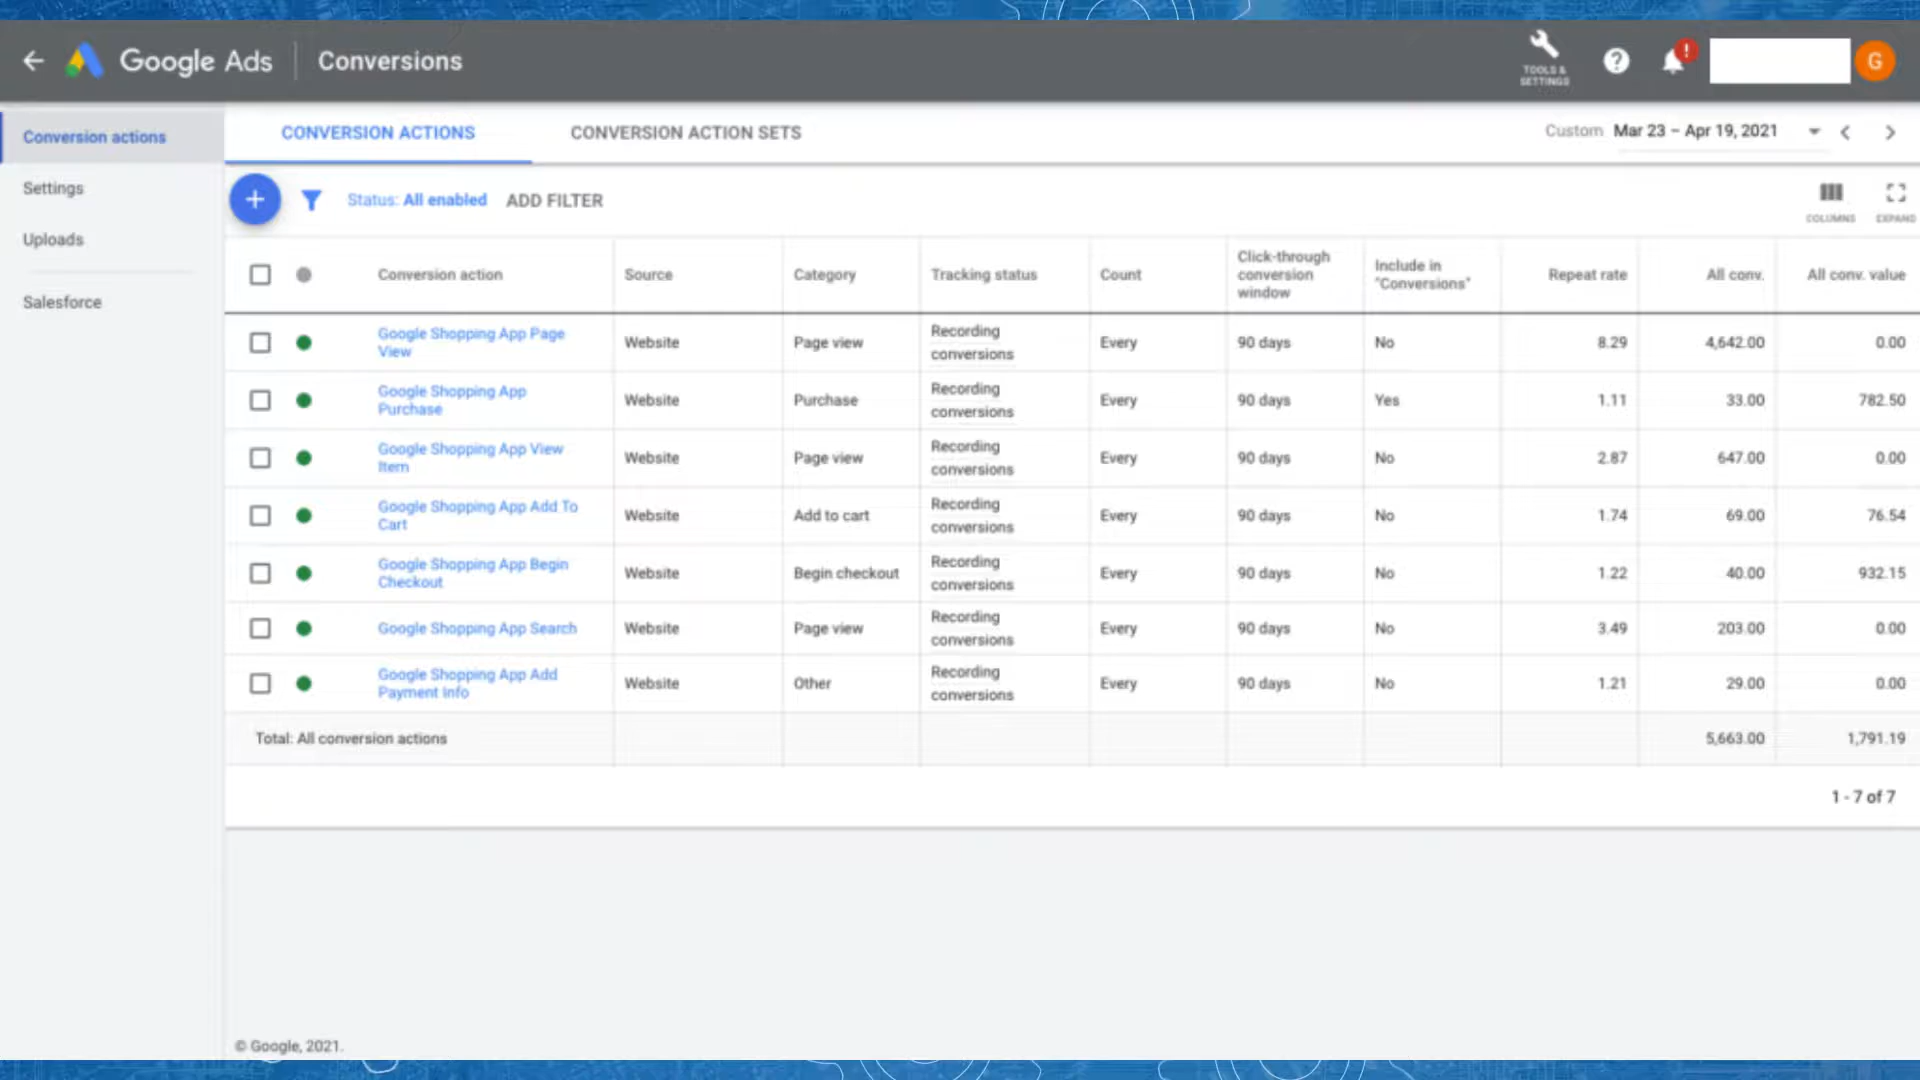 Google Ads | Conversions
TOOLS &
SETTINGS
?
!
G
Conversion actions
Settings
Uploads
Salesforce
CONVERSION ACTIONS
CONVERSION ACTION SETS
Custom Mar 23 – Apr 19, 2021
Status: All enabled
ADD FILTER
COLUMNS
EXPAND
Conversion action
Source
Category
Tracking status
Count
Click-through
conversion
window
Include in
"Conversions"
Repeat rate
All conv.
All conv. value
Google Shopping App Page
View
Website
Page view
Recording
conversions
Every
90 days
No
8.29
4,642.00
0.00
Google Shopping App
Purchase
Website
Purchase
Recording
conversions
Every
90 days
Yes
1.11
33.00
782.50
Google Shopping App View
Item
Website
Page view
Recording
conversions
Every
90 days
No
2.87
647.00
0.00
Google Shopping App Add To
Cart
Website
Add to cart
Recording
conversions
Every
90 days
No
1.74
69.00
76.54
Google Shopping App Begin
Checkout
Website
Begin checkout
Recording
conversions
Every
90 days
No
1.22
40.00
932.15
Google Shopping App Search
Website
Page view
Recording
conversions
Every
90 days
No
3.49
203.00
0.00
Google Shopping App Add
Payment Info
Website
Other
Recording
conversions
Every
90 days
No
1.21
29.00
0.00
Total: All conversion actions
5,663.00
1,791.19
1 - 7 of 7
© Google, 2021.